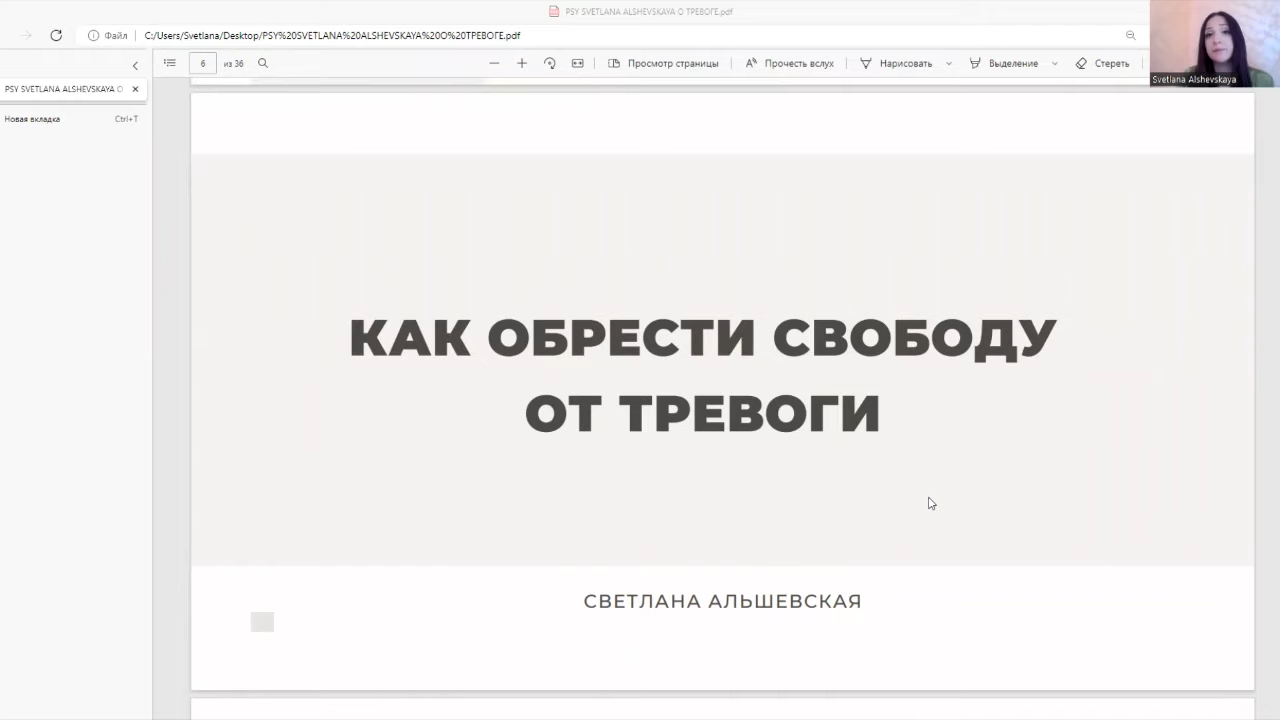 PSY SVETLANA ALSHEVSKAYA О ТРЕВОГЕ.pdf
Файл C:/Users/Svetlana/Desktop/PSY%20SVETLANA%20ALSHEVSKAYA%20О%20ТРЕВОГЕ.pdf
6 из 36 Просмотр страницы Прочесть вслух Нарисовать Выделение Стереть
Svetlana Alshevskaya
PSY SVETLANA ALSHEVSKAYA О
Новая вкладка Ctrl+T
КАК ОБРЕСТИ СВОБОДУ
ОТ ТРЕВОГИ
СВЕТЛАНА АЛЬШЕВСКАЯ